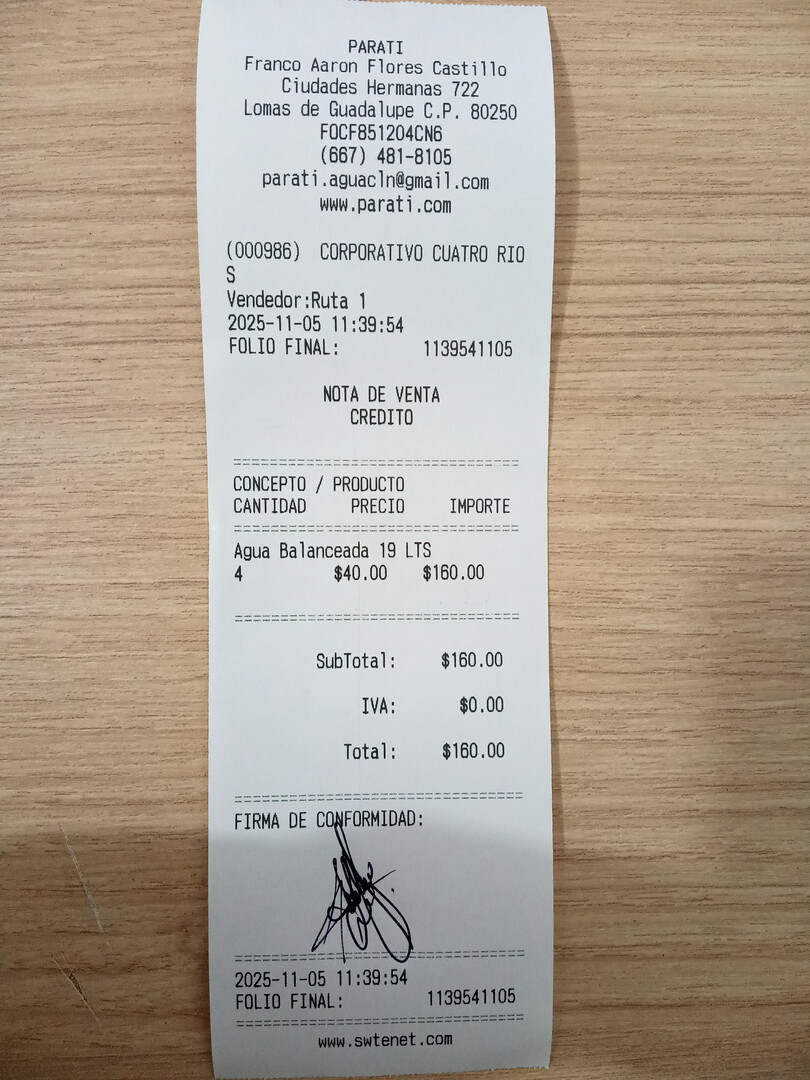 PARATI
Franco Aaron Flores Castillo
Ciudades Hermanas 722
Lomas de Guadalupe C.P. 80250
FOCF851204CN6
(667) 481-8105
parati.aguacln@gmail.com
www.parati.com
(000986)  CORPORATIVO CUATRO RIO
S
Vendedor:Ruta 1
2025-11-05 11:39:54
FOLIO FINAL: 1139541105
NOTA DE VENTA
CREDITO
CONCEPTO / PRODUCTO
CANTIDAD PRECIO IMPORTE
Agua Balanceada 19 LTS
4 $40.00 $160.00
SubTotal: $160.00
IVA: $0.00
Total: $160.00
FIRMA DE CONFORMIDAD:
2025-11-05 11:39:54
FOLIO FINAL: 1139541105
www.swtenet.com